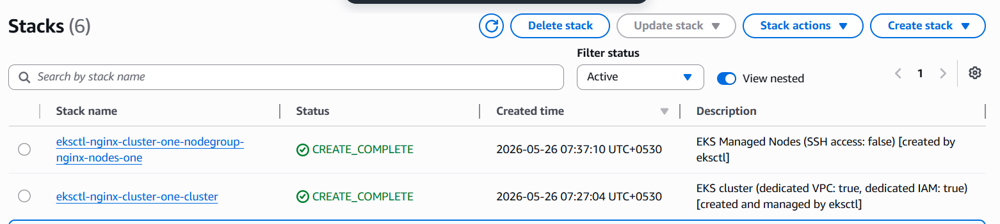 Stacks (6)
Delete stack
Update stack
Stack actions
Create stack
Filter status
Search by stack name
Active
View nested
1
Stack name
Status
Created time
Description
eksctl-nginx-cluster-one-nodegroup-
nginx-nodes-one
CREATE_COMPLETE
2026-05-26 07:37:10 UTC+0530
EKS Managed Nodes (SSH access: false) [created by
eksctl]
eksctl-nginx-cluster-one-cluster
CREATE_COMPLETE
2026-05-26 07:27:04 UTC+0530
EKS cluster (dedicated VPC: true, dedicated IAM: true)
[created and managed by eksctl]